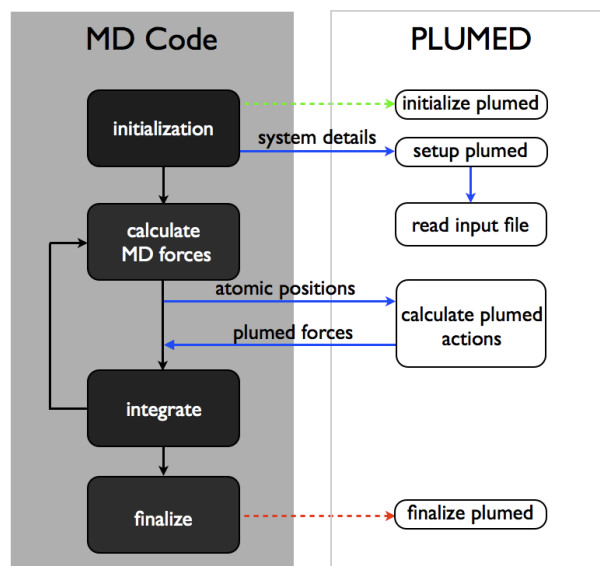 MD Code
PLUMED
initialization
initialize plumed
system details
setup plumed
read input file
calculate
MD forces
atomic positions
calculate plumed
actions
plumed forces
integrate
finalize
finalize plumed